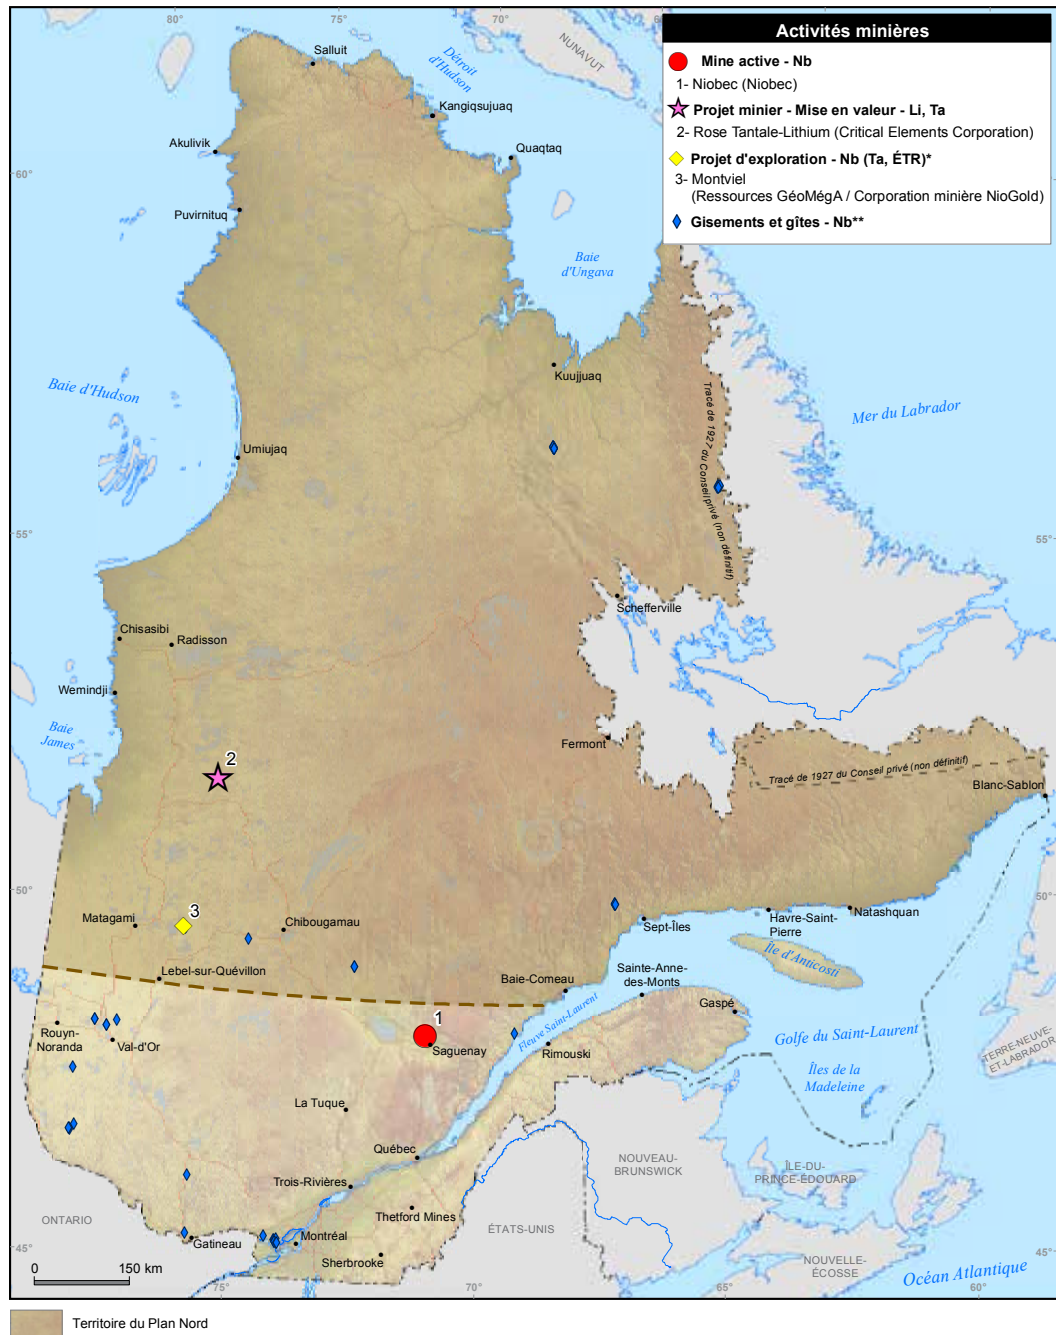 80°
75°
70°
65°
60°
Activités minières
Mine active - Nb
1- Niobec (Niobec)
Projet minier - Mise en valeur - Li, Ta
2- Rose Tantale-Lithium (Critical Elements Corporation)
Projet d'exploration - Nb (Ta, ÉTR)*
3- Montviel
(Ressources GéoMégA / Corporation minière NioGold)
Gisements et gîtes - Nb**
NUNAVUT
Salluit
Détroit
d'Hudson
Kangiqsujuaq
Akulivik
Quaqtaq
60°
Puvirnituq
Baie
d'Ungava
Kuujjuaq
Baie d'Hudson
Mer du Labrador
Tracé de 1927 du Conseil privé (non définitif)
Umiujaq
55°
55°
Schefferville
Chisasibi
Radisson
Wemindji
Baie
James
Fermont
2
Tracé de 1927 du Conseil privé (non définitif)
Blanc-Sablon
50°
50°
Matagami
3
Chibougamau
Sept-Îles
Havre-Saint-
Pierre
Natashquan
Île d'Anticosti
Lebel-sur-Quévillon
Baie-Comeau
Sainte-Anne-
des-Monts
Gaspé
Rouyn-
Noranda
Val-d'Or
1
Saguenay
Fleuve Saint-Laurent
Rimouski
Golfe du Saint-Laurent
Îles de la
Madeleine
TERRE-NEUVE-
ET-LABRADOR
La Tuque
Québec
Trois-Rivières
NOUVEAU-
BRUNSWICK
ÎLE-DU-
PRINCE-ÉDOUARD
Thetford Mines
ONTARIO
ÉTATS-UNIS
Gatineau
Montréal
Sherbrooke
45°
45°
NOUVELLE-
ÉCOSSE
Océan Atlantique
0
150 km
75°
70°
65°
60°
Territoire du Plan Nord